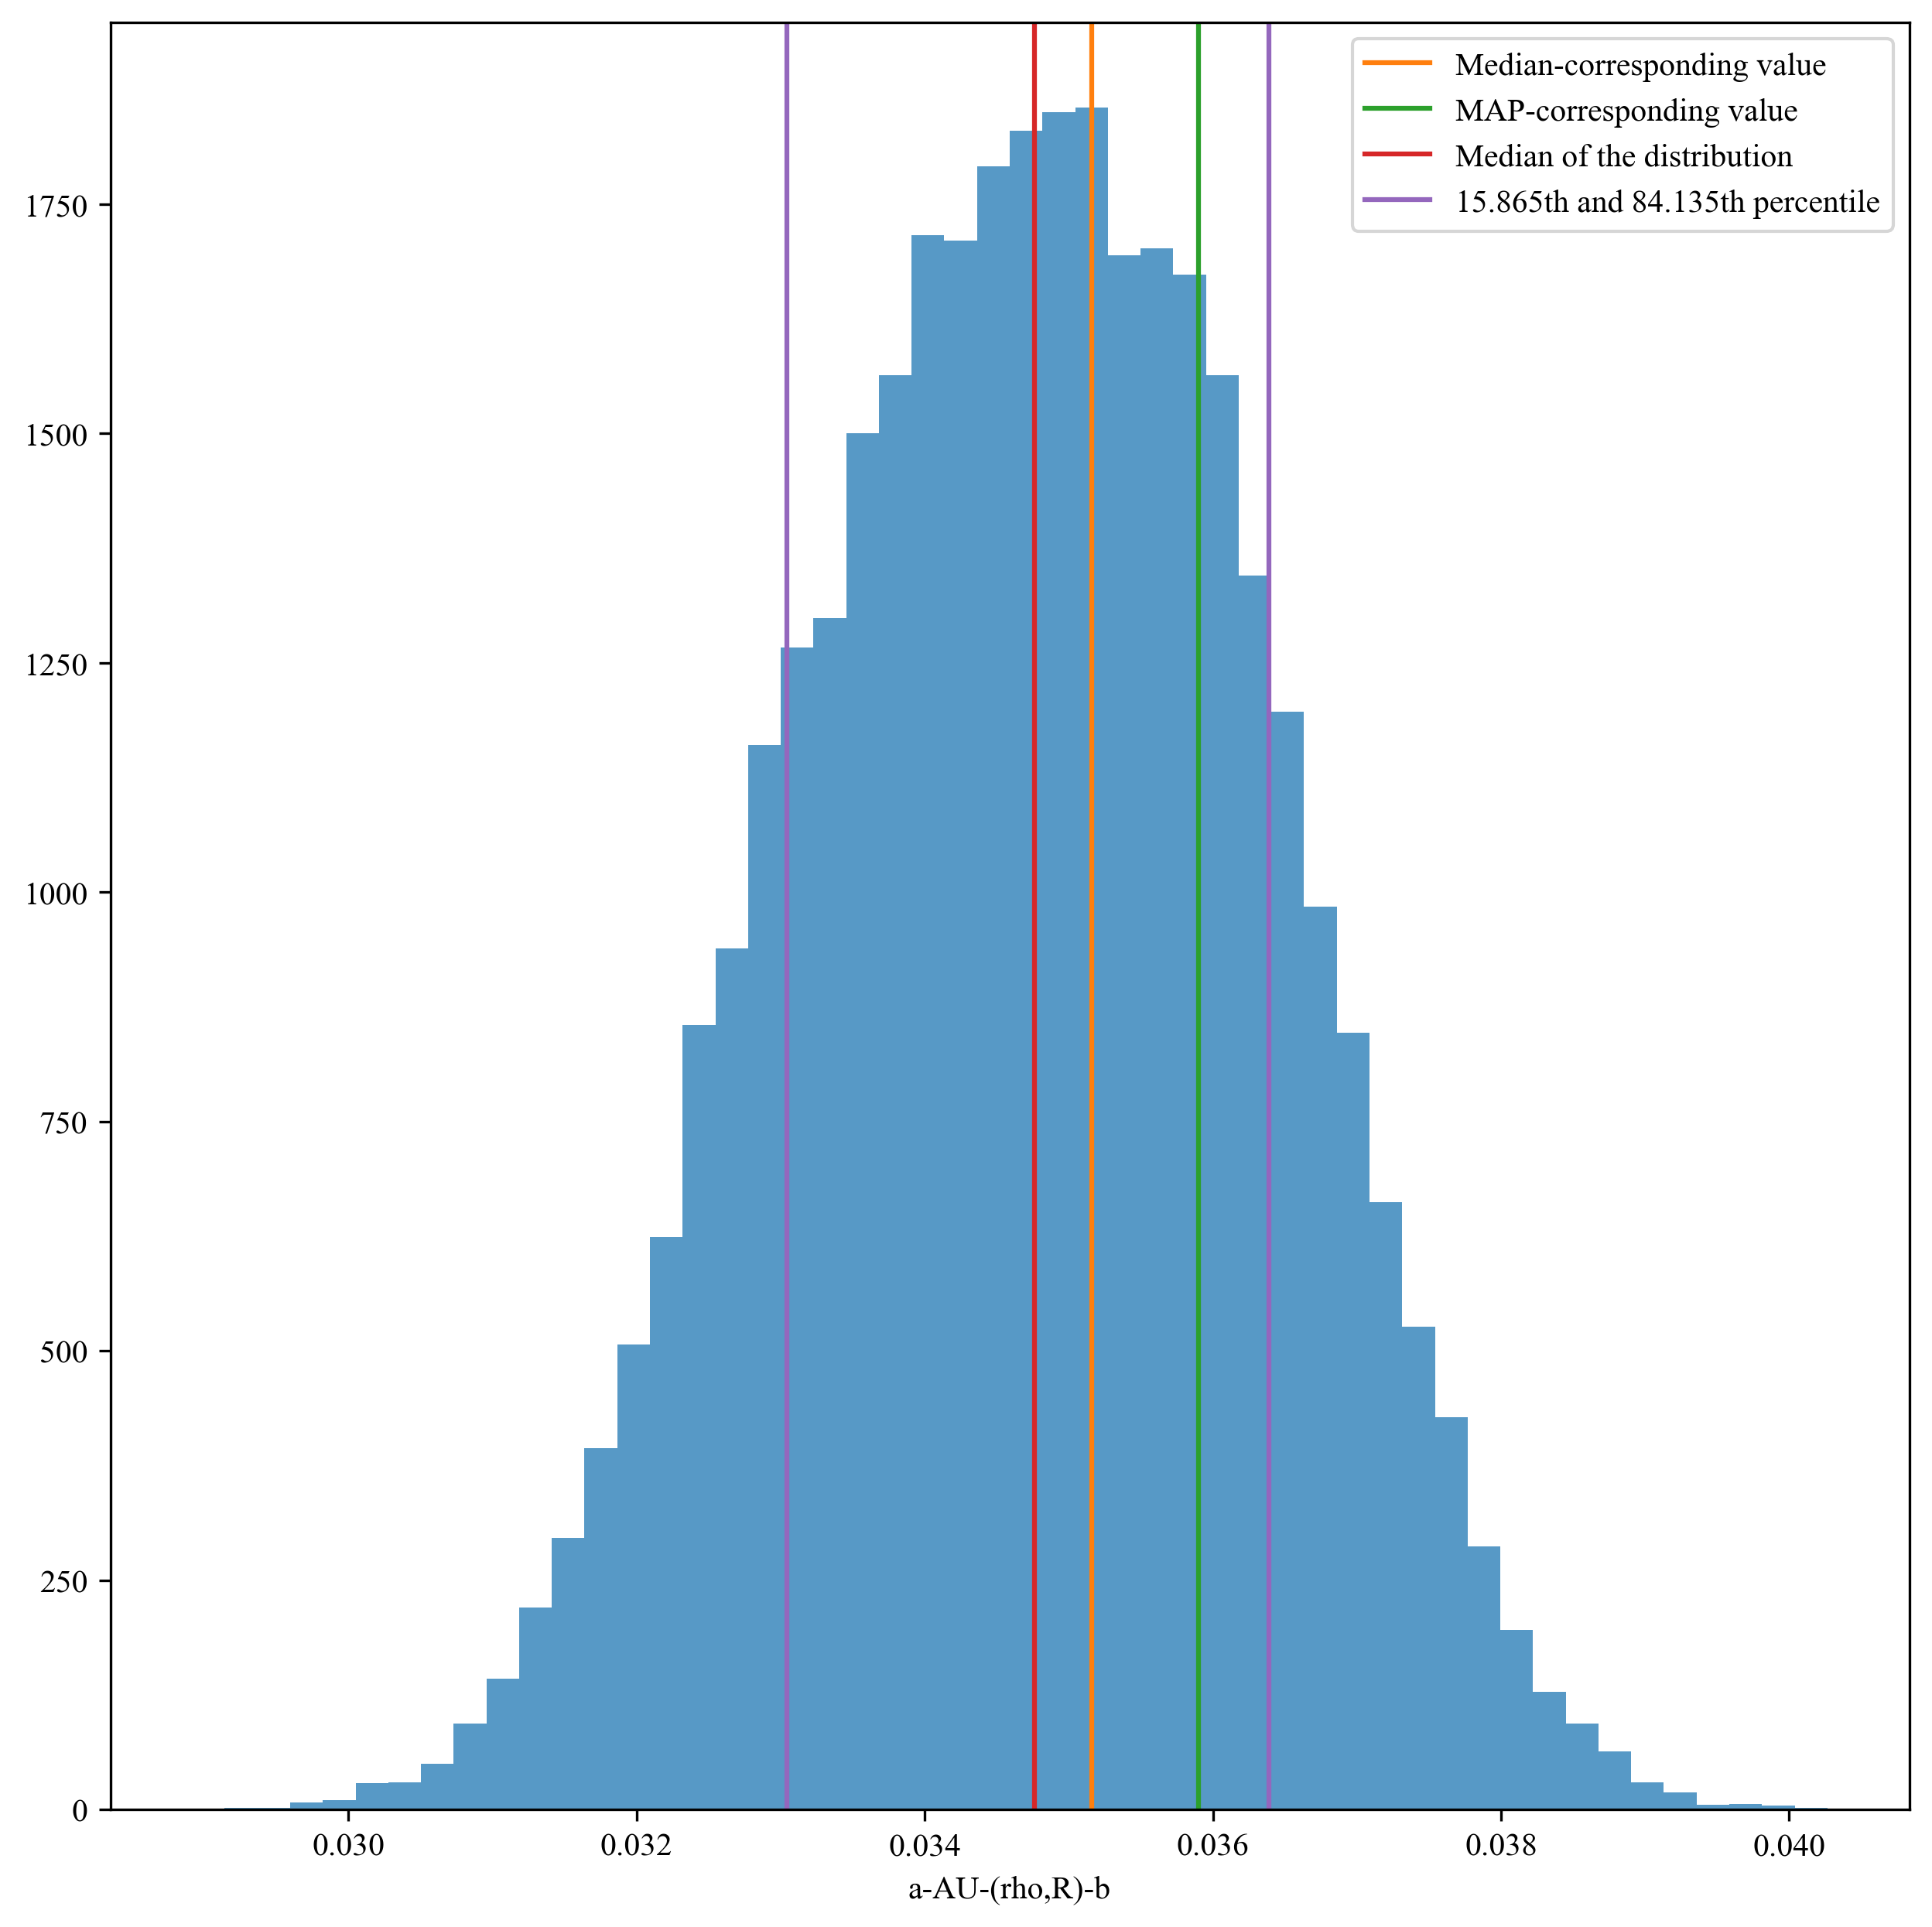 Median-corresponding value
MAP-corresponding value
Median of the distribution
15.865th and 84.135th percentile
1750
1500
1250
1000
750
500
250
0
0.030 0.032 0.034 0.036 0.038 0.040
a-AU-(rho,R)-b